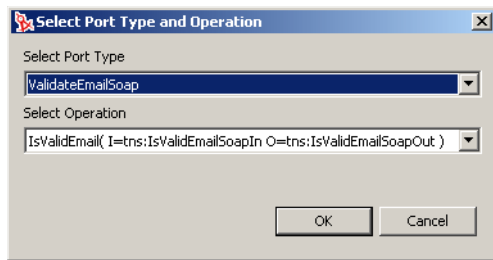 Select Port Type and Operation
Select Port Type
ValidateEmailSoap
Select Operation
IsValidEmail( I=tns:IsValidEmailSoapIn O=tns:IsValidEmailSoapOut )
OK Cancel